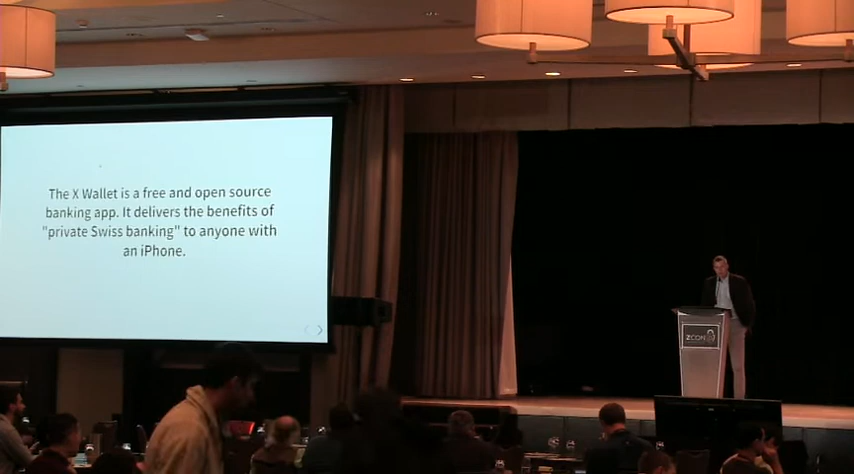 The X Wallet is a free and open source
banking app. It delivers the benefits of
"private Swiss banking" to anyone with
an iPhone.
ZCON